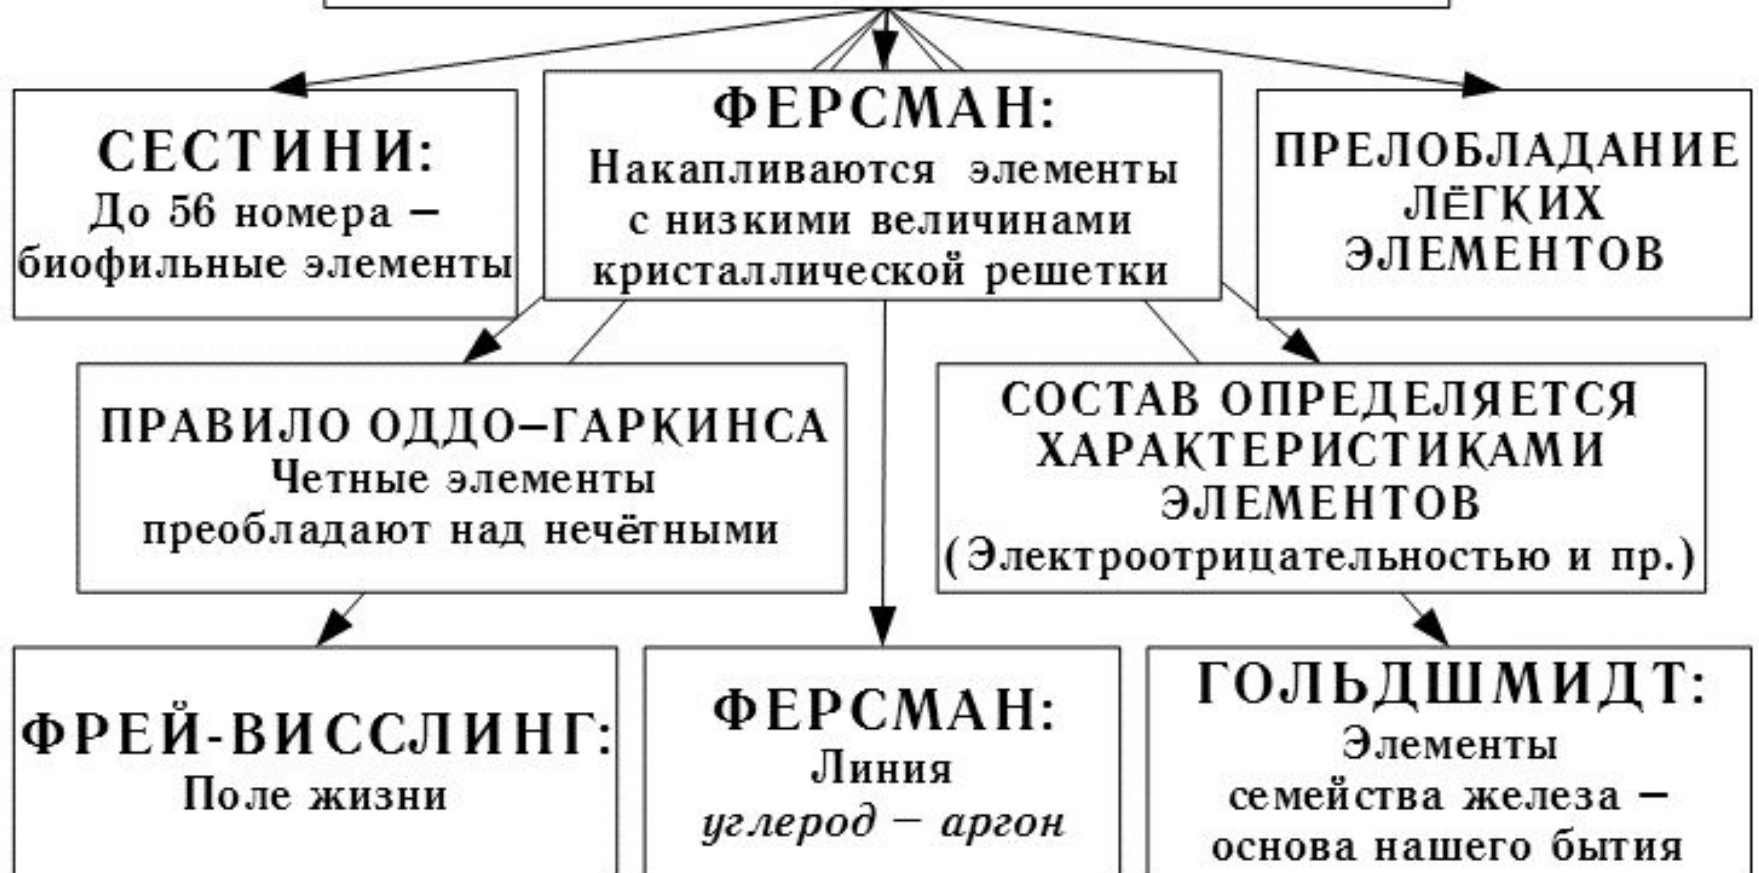 СЕСТИНИ:
До 56 номера –
биофильные элементы
ФЕРСМАН:
Накапливаются элементы
с низкими величинами
кристаллической решетки
ПРЕЛОБЛАДАНИЕ
ЛЁГКИХ
ЭЛЕМЕНТОВ
ПРАВИЛО ОДДО–ГАРКИНСА
Четные элементы
преобладают над нечётными
СОСТАВ ОПРЕДЕЛЯЕТСЯ
ХАРАКТЕРИСТИКАМИ
ЭЛЕМЕНТОВ
(Электроотрицательностью и пр.)
ФРЕЙ-ВИССЛИНГ:
Поле жизни
ФЕРСМАН:
Линия
углерод – аргон
ГОЛЬДШМИДТ:
Элементы
семейства железа –
основа нашего бытия